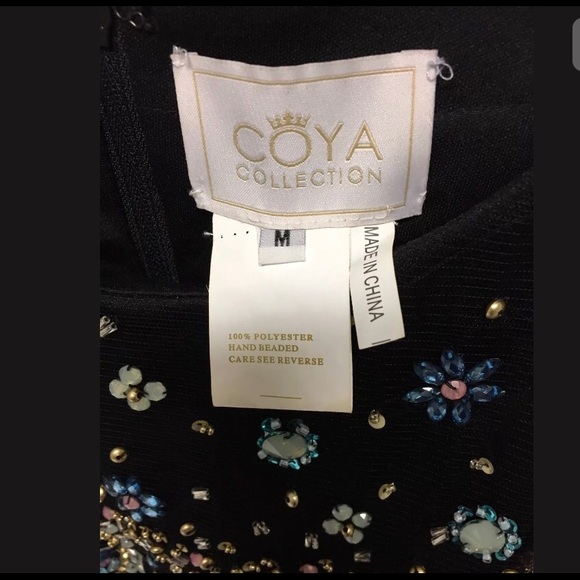 COYA
COLLECTION
M
MADE IN CHINA
100% POLYESTER
HAND BEADED
CARE SEE REVERSE